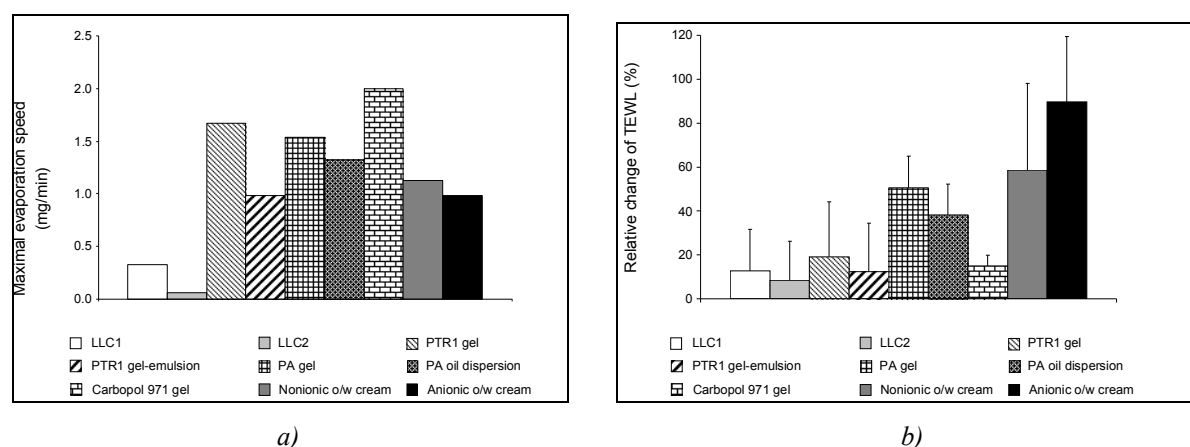 2.5
2.0
1.5
1.0
0.5
0.0
Maximal evaporation speed
(mg/min)
LLC1 LLC2 PTR1 gel
PTR1 gel-emulsion PA gel PA oil dispersion
Carbopol 971 gel Nonionic o/w cream Anionic o/w cream
a)
120
100
80
60
40
20
0
Relative change of TEWL (%)
LLC1 LLC2 PTR1 gel
PTR1 gel-emulsion PA gel PA oil dispersion
Carbopol 971 gel Nonionic o/w cream Anionic o/w cream
b)